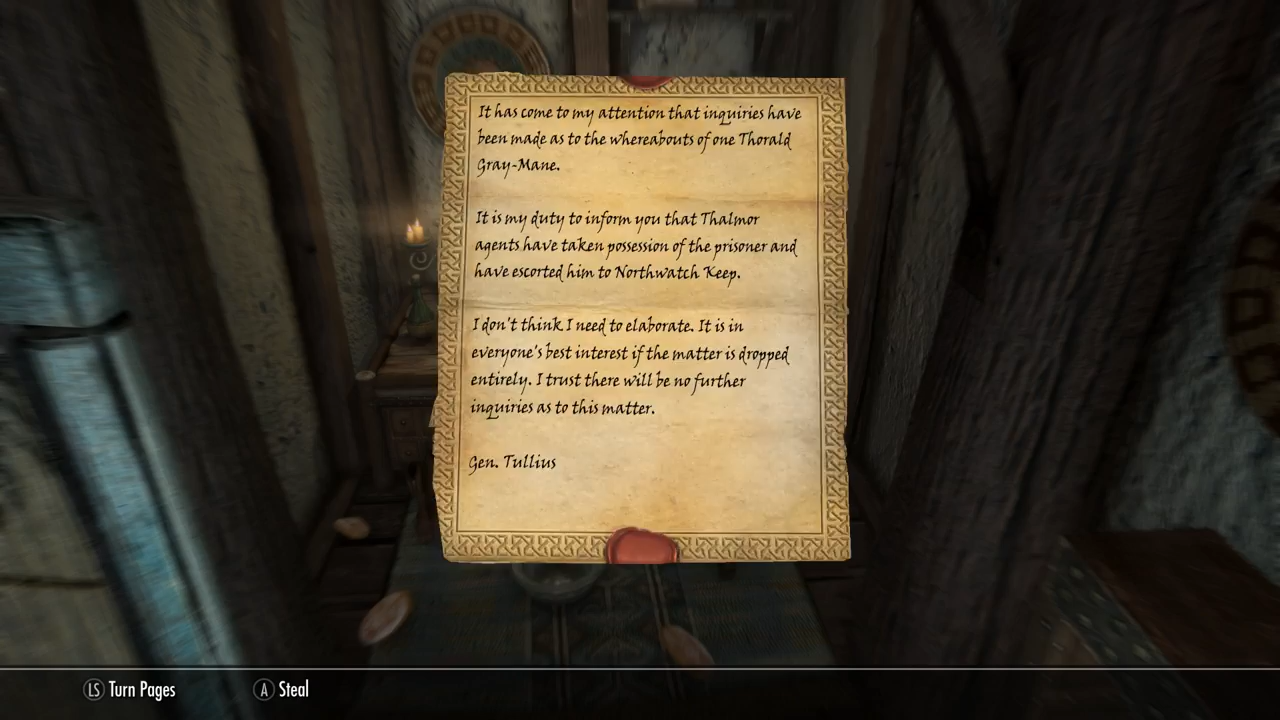 It has come to my attention that inquiries have
been made as to the whereabouts of one Thorald
Gray-Mane.
It is my duty to inform you that Thalmor
agents have taken possession of the prisoner and
have escorted him to Northwatch Keep.
I don't think I need to elaborate. It is in
everyone's best interest if the matter is dropped
entirely. I trust there will be no further
inquiries as to this matter.
Gen. Tullius
LS Turn Pages A Steal